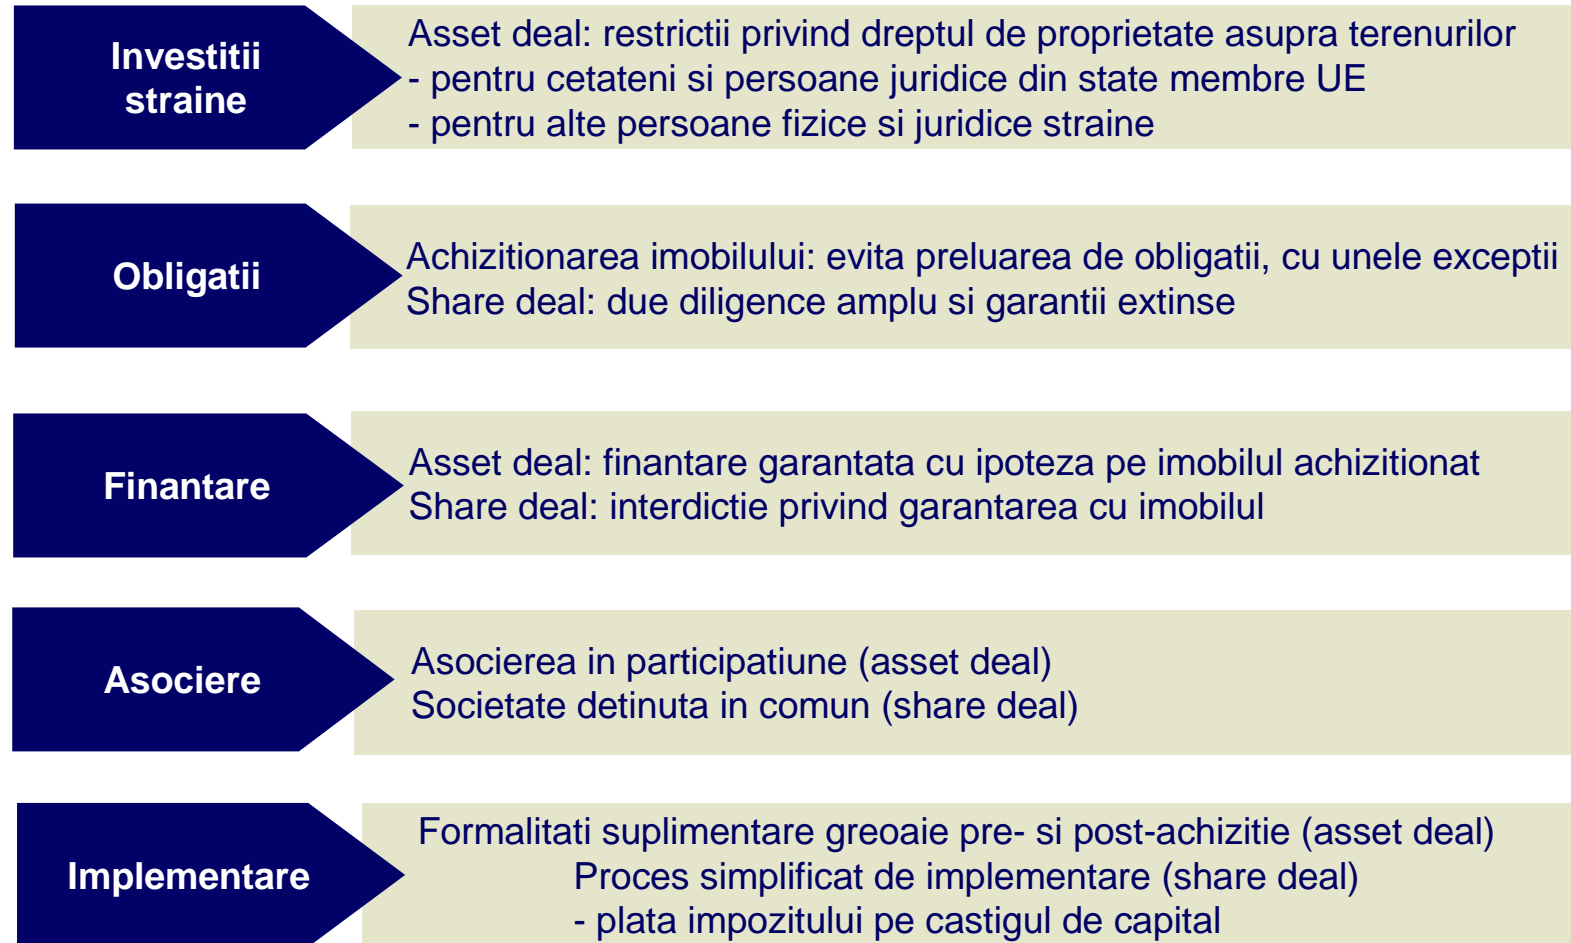 Investitii
straine
Asset deal: restrictii privind dreptul de proprietate asupra terenurilor
- pentru cetateni si persoane juridice din state membre UE
- pentru alte persoane fizice si juridice straine
Obligatii
Achizitionarea imobilului: evita preluarea de obligatii, cu unele exceptii
Share deal: due diligence amplu si garantii extinse
Finantare
Asset deal: finantare garantata cu ipoteza pe imobilul achizitionat
Share deal: interdictie privind garantarea cu imobilul
Asociere
Asocierea in participatiune (asset deal)
Societate detinuta in comun (share deal)
Implementare
Formalitati suplimentare greoaie pre- si post-achizitie (asset deal)
Proces simplificat de implementare (share deal)
- plata impozitului pe castigul de capital